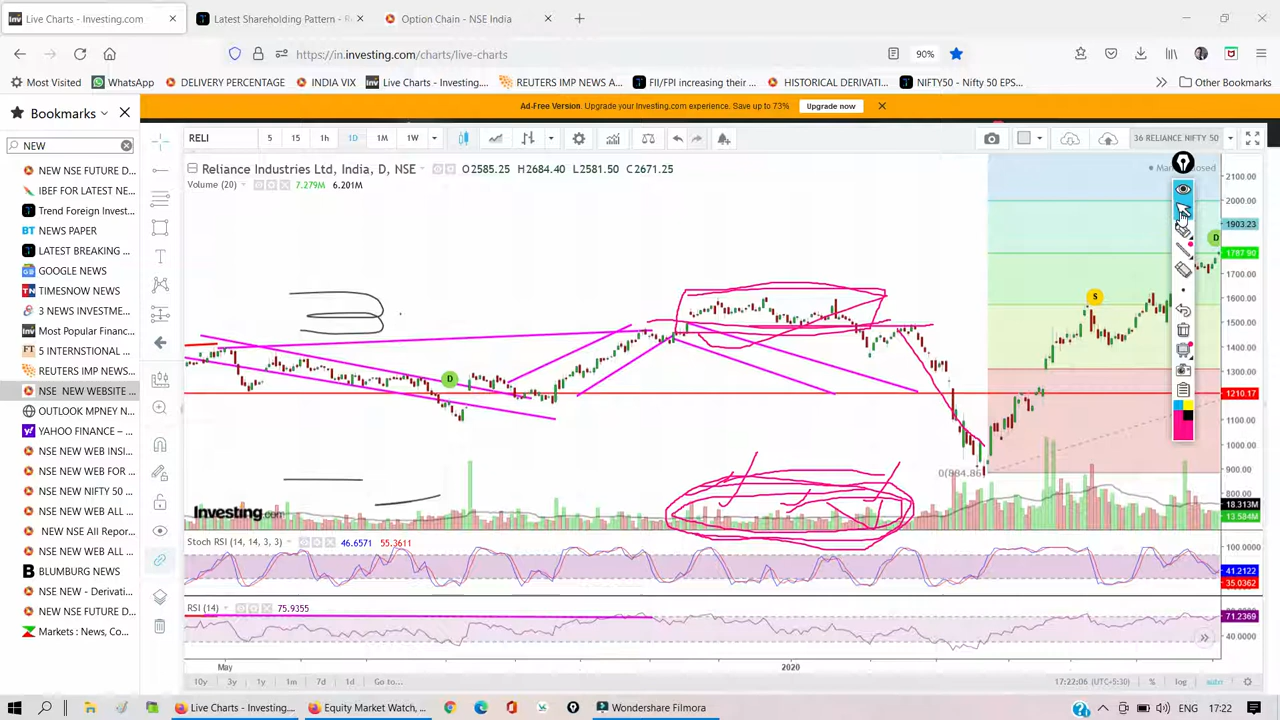 Live Charts - Investing.com
Latest Shareholding Pattern - R
Option Chain - NSE India
https://in.investing.com/charts/live-charts
90%
Most Visited
WhatsApp
DELIVERY PERCENTAGE
INDIA VIX
Live Charts - Investing....
REUTERS IMP NEWS A...
FII/FPI increasing their ...
HISTORICAL DERIVATI...
NIFTY50 - Nifty 50 EPS...
Other Bookmarks
Bookmarks
Ad-Free Version. Upgrade your Investing.com experience. Save up to 73%
Upgrade now
NEW
NEW NSE FUTURE D...
IBEF FOR LATEST NE...
Trend Foreign Invest...
BT NEWS PAPER
LATEST BREAKING ...
GOOGLE NEWS
TIMESNOW NEWS
3 NEWS INVESTMENT...
Most Popular Financ...
FT 5 INTERNATIONAL ...
REUTERS IMP NEWS...
NSE NEW WEBSITE ...
OUTLOOK MPNEY N...
YAHOO FINANCE – ...
NSE NEW WEB INSI...
NSE NEW WEB FOR ...
NSE NEW NIFTY 50 ...
NSE NEW WEB ALL ...
NEW NSE All Repor...
NSE NEW WEB ALL ...
BLUMBURG NEWS
NSE NEW - Derivati...
NEW NSE FUTURE D...
Markets : News, Co...
RELI
5
15
1h
1D
1M
1W
36 RELIANCE NIFTY 50
Reliance Industries Ltd, India, D, NSE
O2585.25 H2684.40 L2581.50 C2671.25
Volume (20)
7.279M 6.201M
2100.00
2000.00
1903.23
D
1787.90
1700.00
1600.00
S
1500.00
1400.00
1300.00
D
1210.17
1100.00
1000.00
0(884.86)
900.00
800.00
18.313M
13.584M
Investing.com
Stoch RSI (14, 14, 3, 3)
46.6571 55.3611
100.0000
41.2122
35.0362
RSI (14)
75.9355
71.2369
40.0000
May
2020
10y
3y
1y
1m
7d
1d
Go to...
17:22:06 (UTC+5:30)
%
log
auto
Live Charts - Investing....
Equity Market Watch, ...
Wondershare Filmora
ENG
17:22